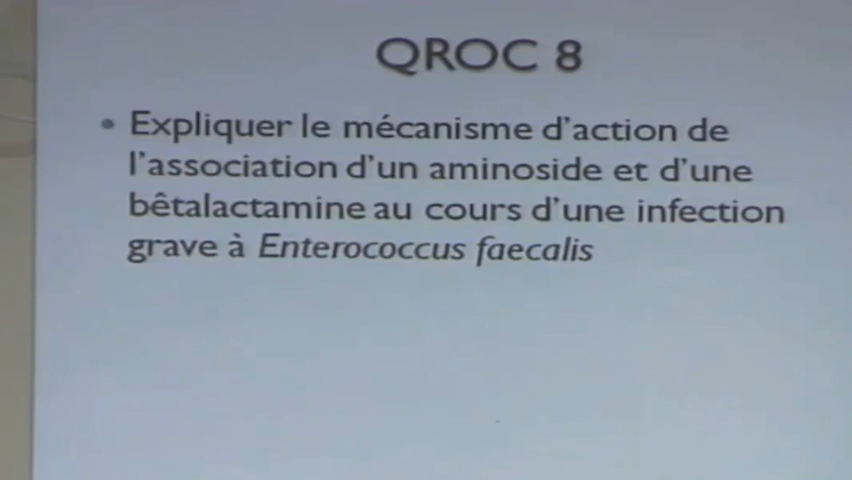 QROC 8
• Expliquer le mécanisme d'action de
l'association d'un aminoside et d'une
bêtalactamine au cours d'une infection
grave à Enterococcus faecalis